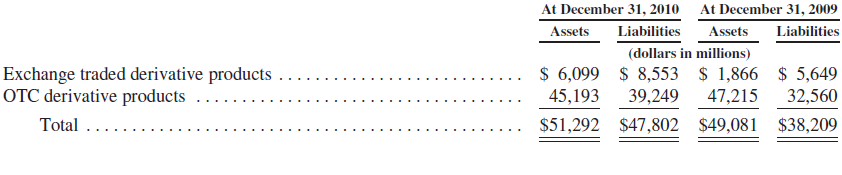 At December 31, 2010 At December 31, 2009
Assets Liabilities Assets Liabilities
(dollars in millions)
Exchange traded derivative products . . . . . . . . . . . . . . . . . . . . . . . . . . . . $ 6,099 $ 8,553 $ 1,866 $ 5,649
OTC derivative products . . . . . . . . . . . . . . . . . . . . . . . . . . . . . . . . . . . . . 45,193 39,249 47,215 32,560
Total . . . . . . . . . . . . . . . . . . . . . . . . . . . . . . . . . . . . . . . . . . . . . . . . . $51,292 $47,802 $49,081 $38,209